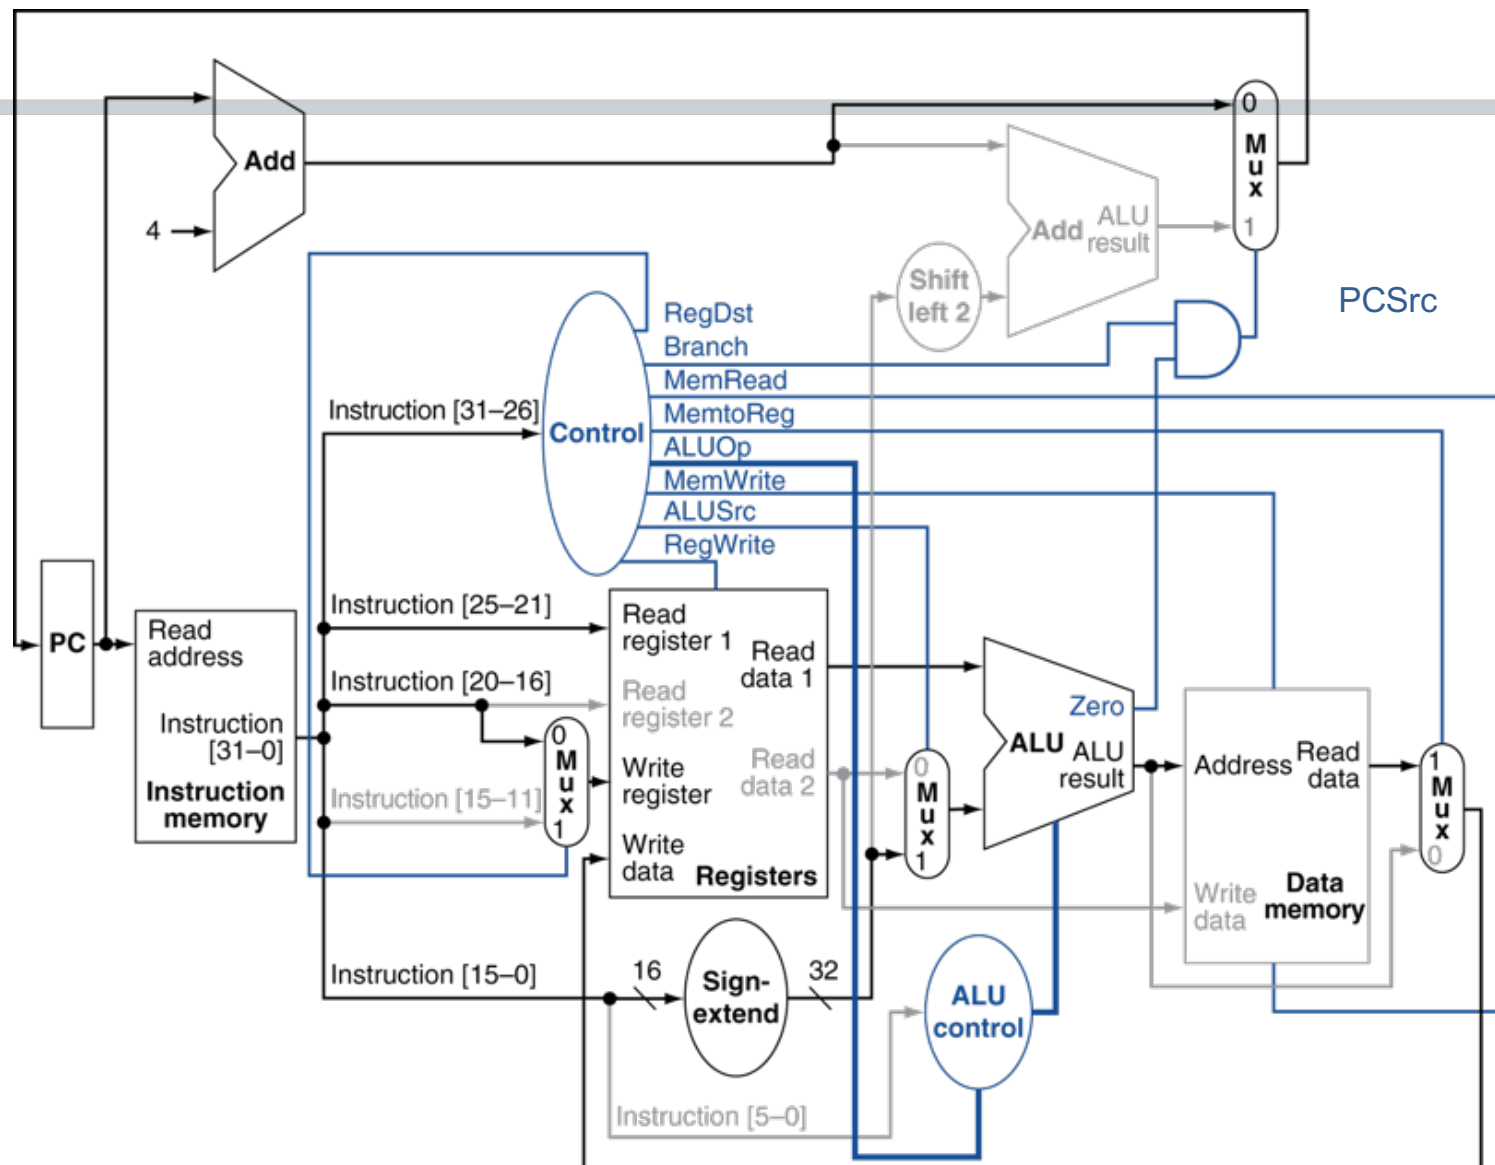 Add
4
0
M
u
x
1
Add
ALU
result
Shift
left 2
PCSrc
RegDst
Branch
MemRead
MemtoReg
ALUOp
MemWrite
ALUSrc
RegWrite
Control
Instruction [31–26]
PC
Read
address
Instruction
[31–0]
Instruction
memory
Instruction [25–21]
Instruction [20–16]
Instruction [15–11]
0
M
u
x
1
Read
register 1
Read
register 2
Write
register
Write
data
Read
data 1
Read
data 2
Registers
0
M
u
x
1
Zero
ALU
ALU
result
Address
Read
data
Write
data
Data
memory
1
M
u
x
0
Instruction [15–0]
16
Sign-
extend
32
ALU
control
Instruction [5–0]